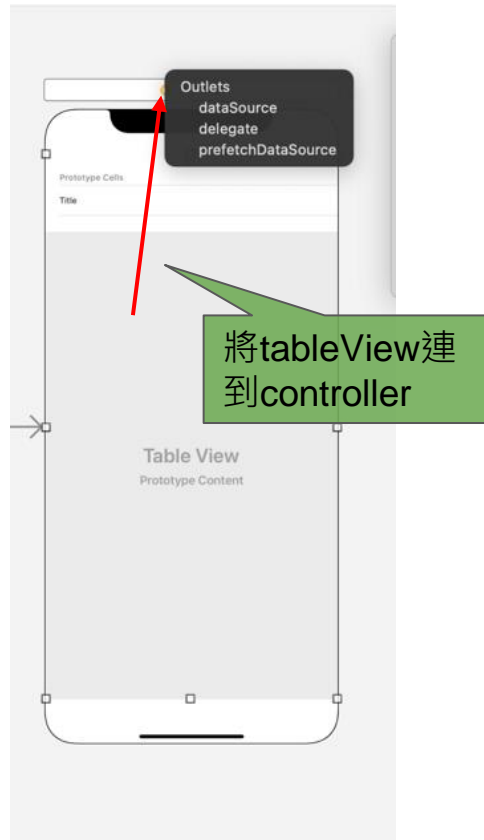 Outlets
dataSource
delegate
prefetchDataSource
Prototype Cells
Title
將tableView連
到controller
Table View
Prototype Content